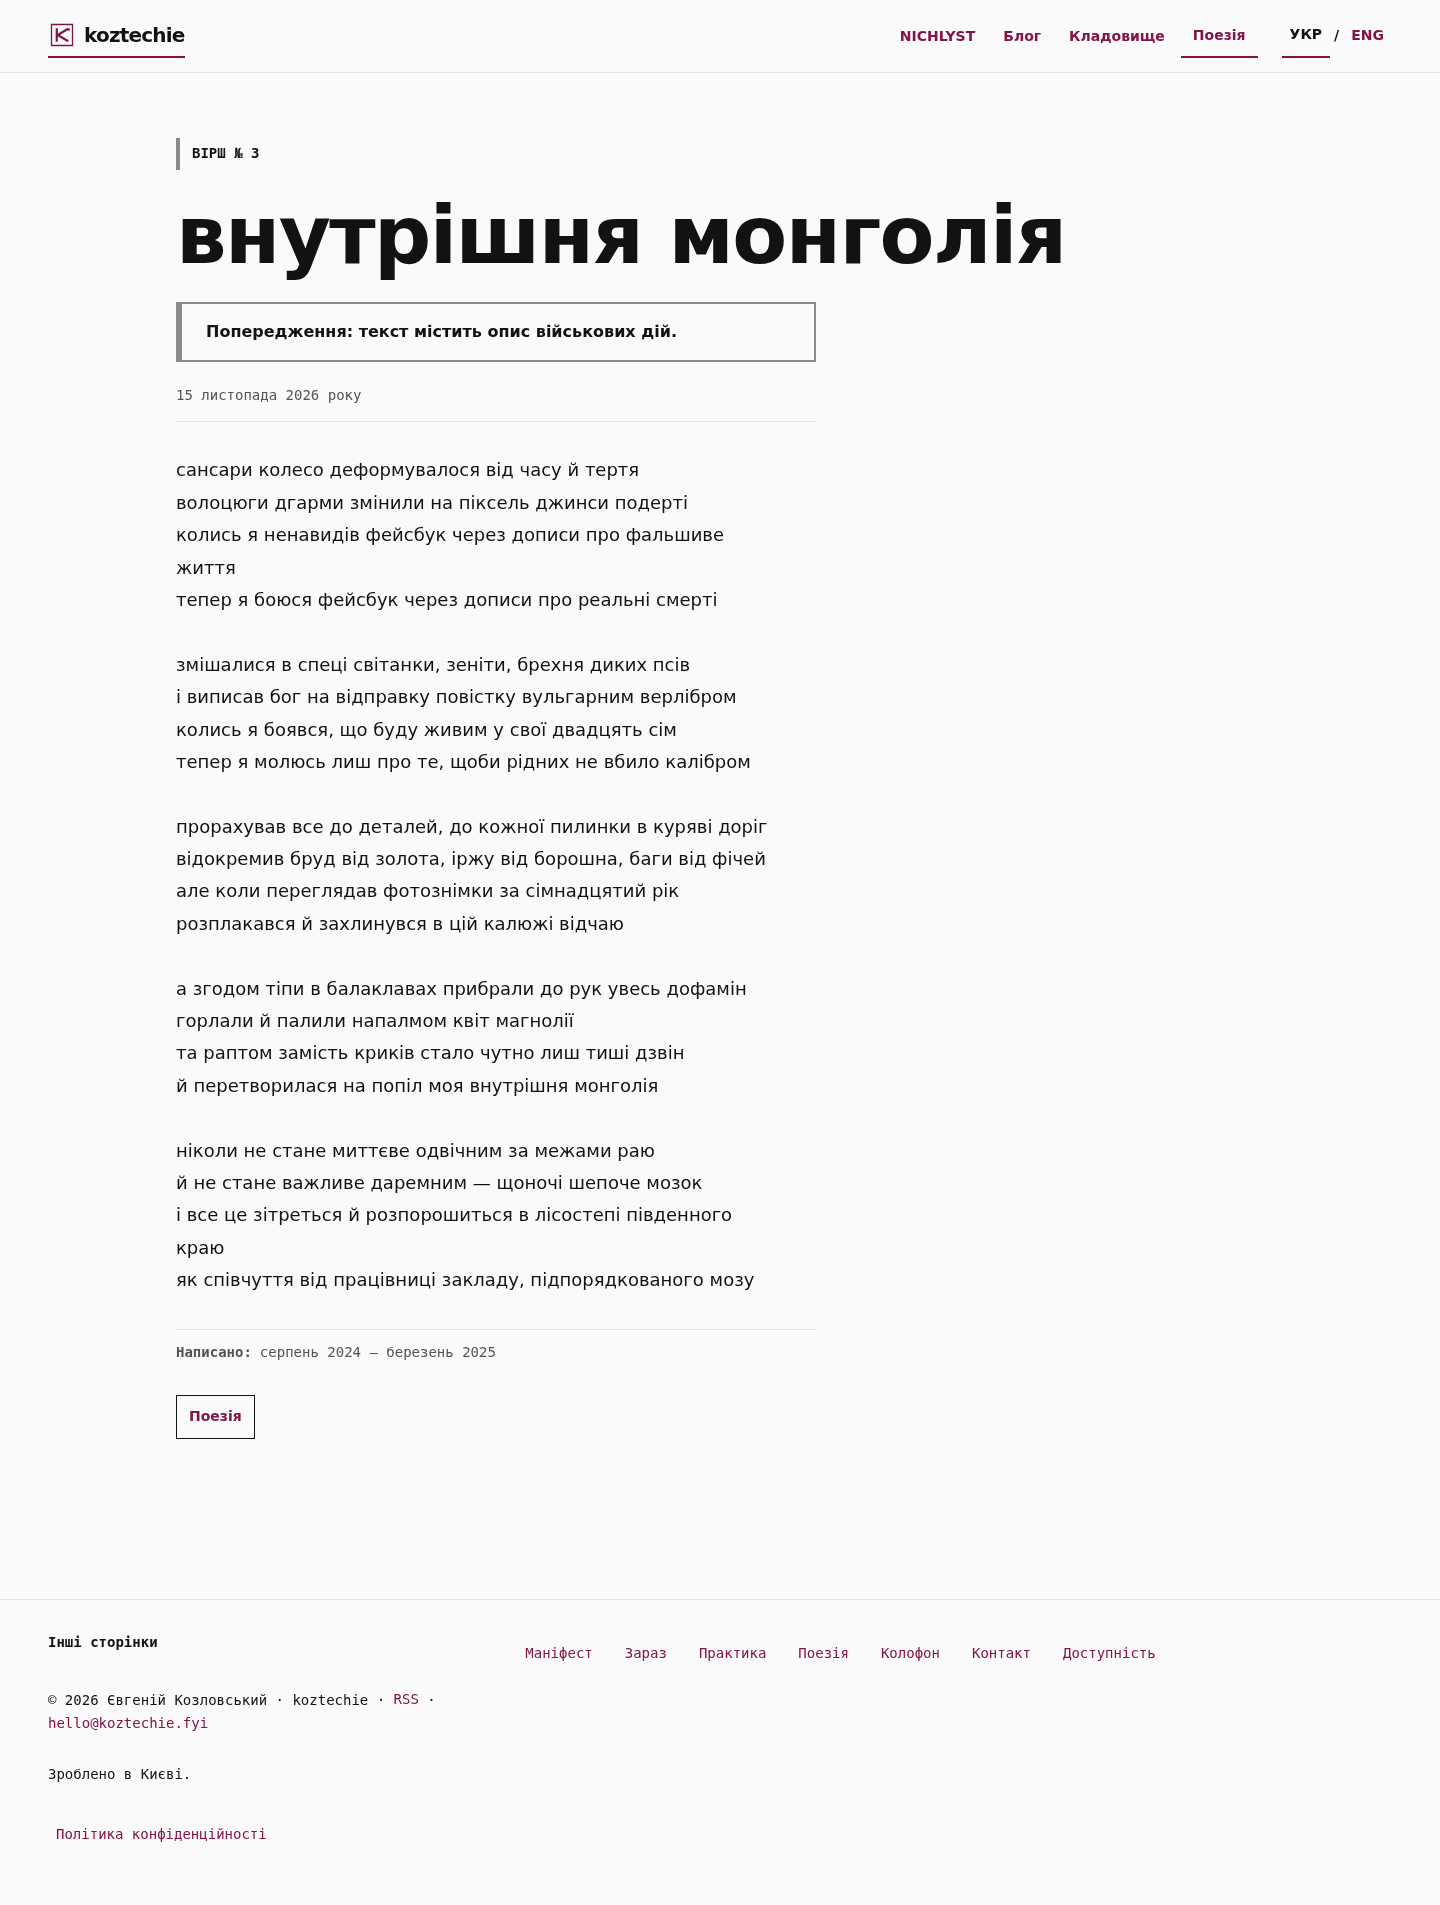 koztechie
NICHLYST Блог Кладовище Поезія УКР / ENG
ВІРШ № 3
внутрішня монголія
Попередження: текст містить опис військових дій.
15 листопада 2026 року
сансари колесо деформувалося від часу й тертя
волоцюги дгарми змінили на піксель джинси подерті
колись я ненавидів фейсбук через дописи про фальшиве
життя
тепер я боюся фейсбук через дописи про реальні смерті
змішалися в спеці світанки, зеніти, брехня диких псів
і виписав бог на відправку повістку вульгарним верлібром
колись я боявся, що буду живим у свої двадцять сім
тепер я молюсь лиш про те, щоби рідних не вбило калібром
прорахував все до деталей, до кожної пилинки в куряві доріг
відокремив бруд від золота, іржу від борошна, баги від фічей
але коли переглядав фотознімки за сімнадцятий рік
розплакався й захлинувся в цій калюжі відчаю
а згодом тіпи в балаклавах прибрали до рук увесь дофамін
горлали й палили напалмом квіт магнолії
та раптом замість криків стало чутно лиш тиші дзвін
й перетворилася на попіл моя внутрішня монголія
ніколи не стане миттєве одвічним за межами раю
й не стане важливе даремним — щоночі шепоче мозок
і все це зітреться й розпорошиться в лісостепі південного
краю
як співчуття від працівниці закладу, підпорядкованого мозу
Написано: серпень 2024 — березень 2025
Поезія
Інші сторінки
Маніфест Зараз Практика Поезія Колофон Контакт Доступність
© 2026 Євгеній Козловський · koztechie · RSS ·
hello@koztechie.fyi
Зроблено в Києві.
Політика конфіденційності